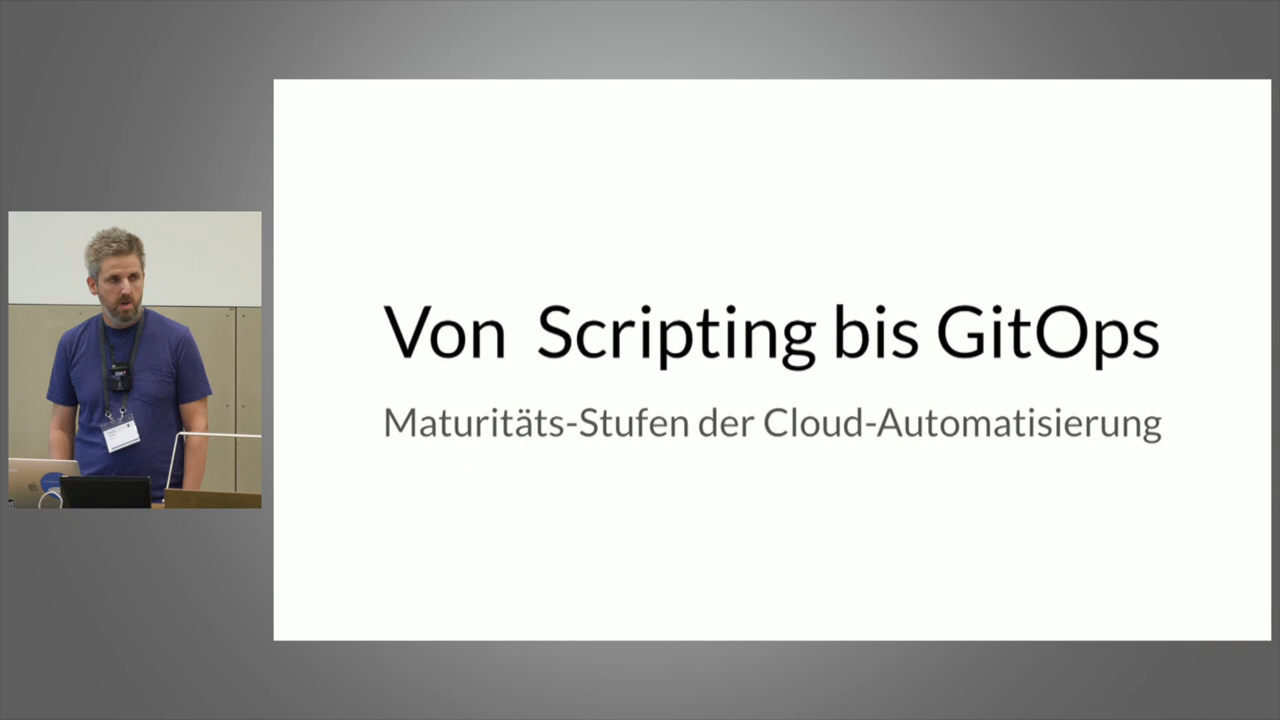 Von Scripting bis GitOps
Maturitäts-Stufen der Cloud-Automatisierung